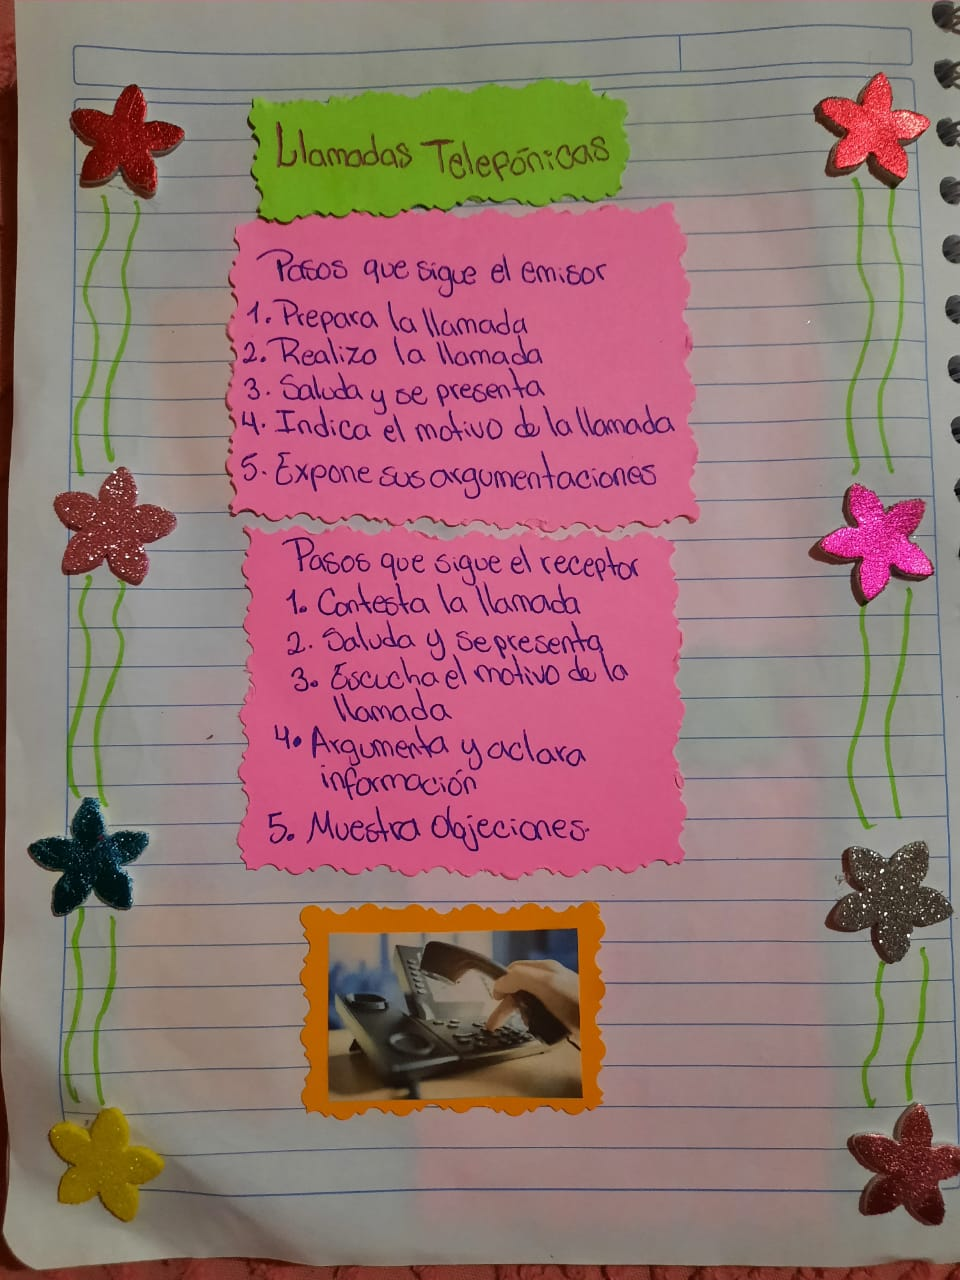 Llamadas Telefónicas
Pasos que sigue el emisor
1. Prepara la llamada
2. Realizo la llamada
3. Saluda y se presenta
4. Indica el motivo de la llamada
5. Expone sus argumentaciones
Pasos que sigue el receptor
1. Contesta la llamada
2. Saluda y se presenta
3. Escucha el motivo de la
llamada
4. Argumenta y aclara
información
5. Muestra objeciones.